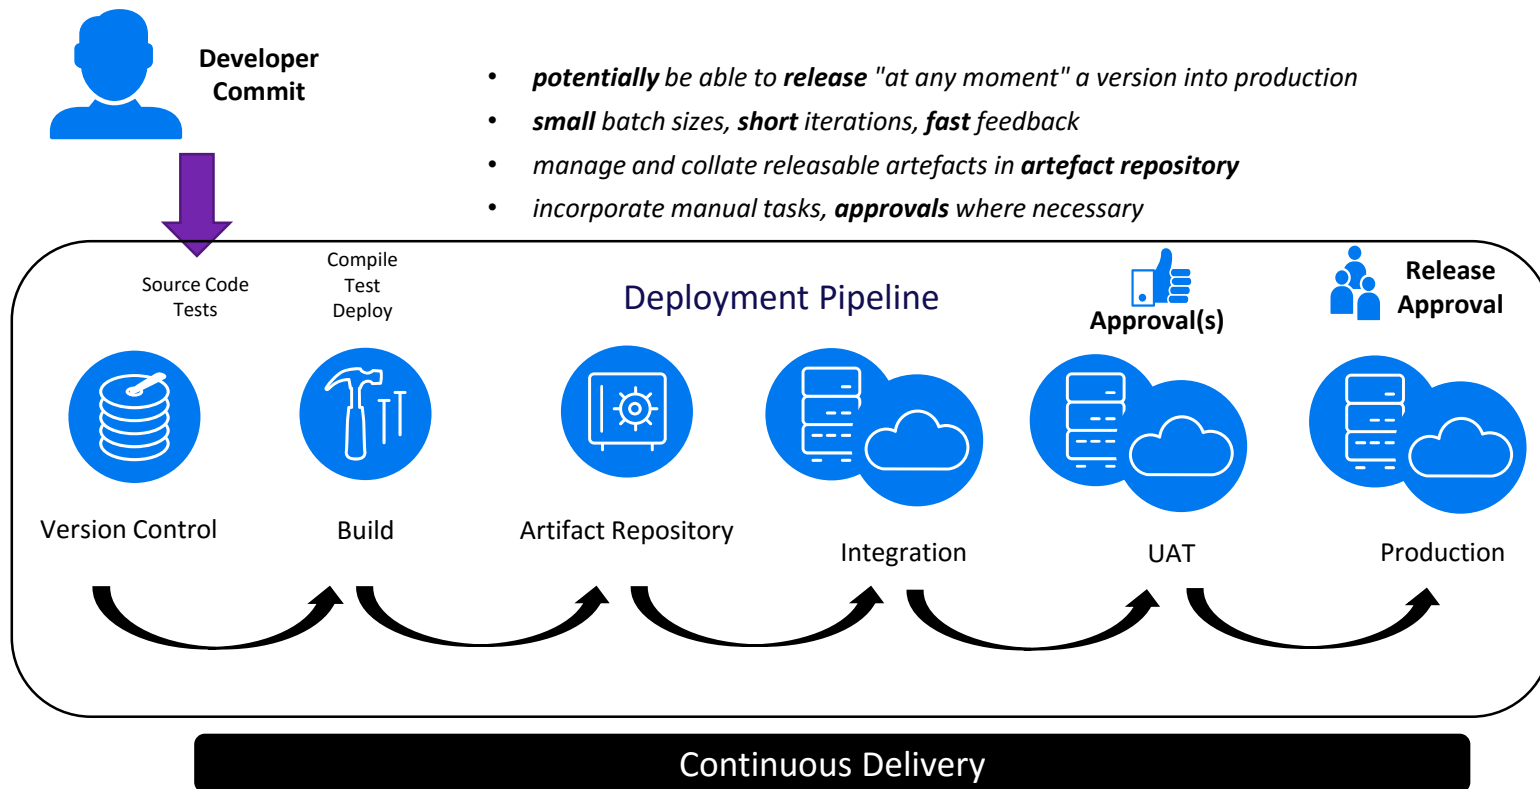 Developer
Commit
• potentially be able to release "at any moment" a version into production
• small batch sizes, short iterations, fast feedback
• manage and collate releasable artefacts in artefact repository
• incorporate manual tasks, approvals where necessary
Source Code
Tests
Compile
Test
Deploy
Deployment Pipeline
Approval(s)
Release
Approval
Version Control
Build
Artifact Repository
Integration
UAT
Production
Continuous Delivery